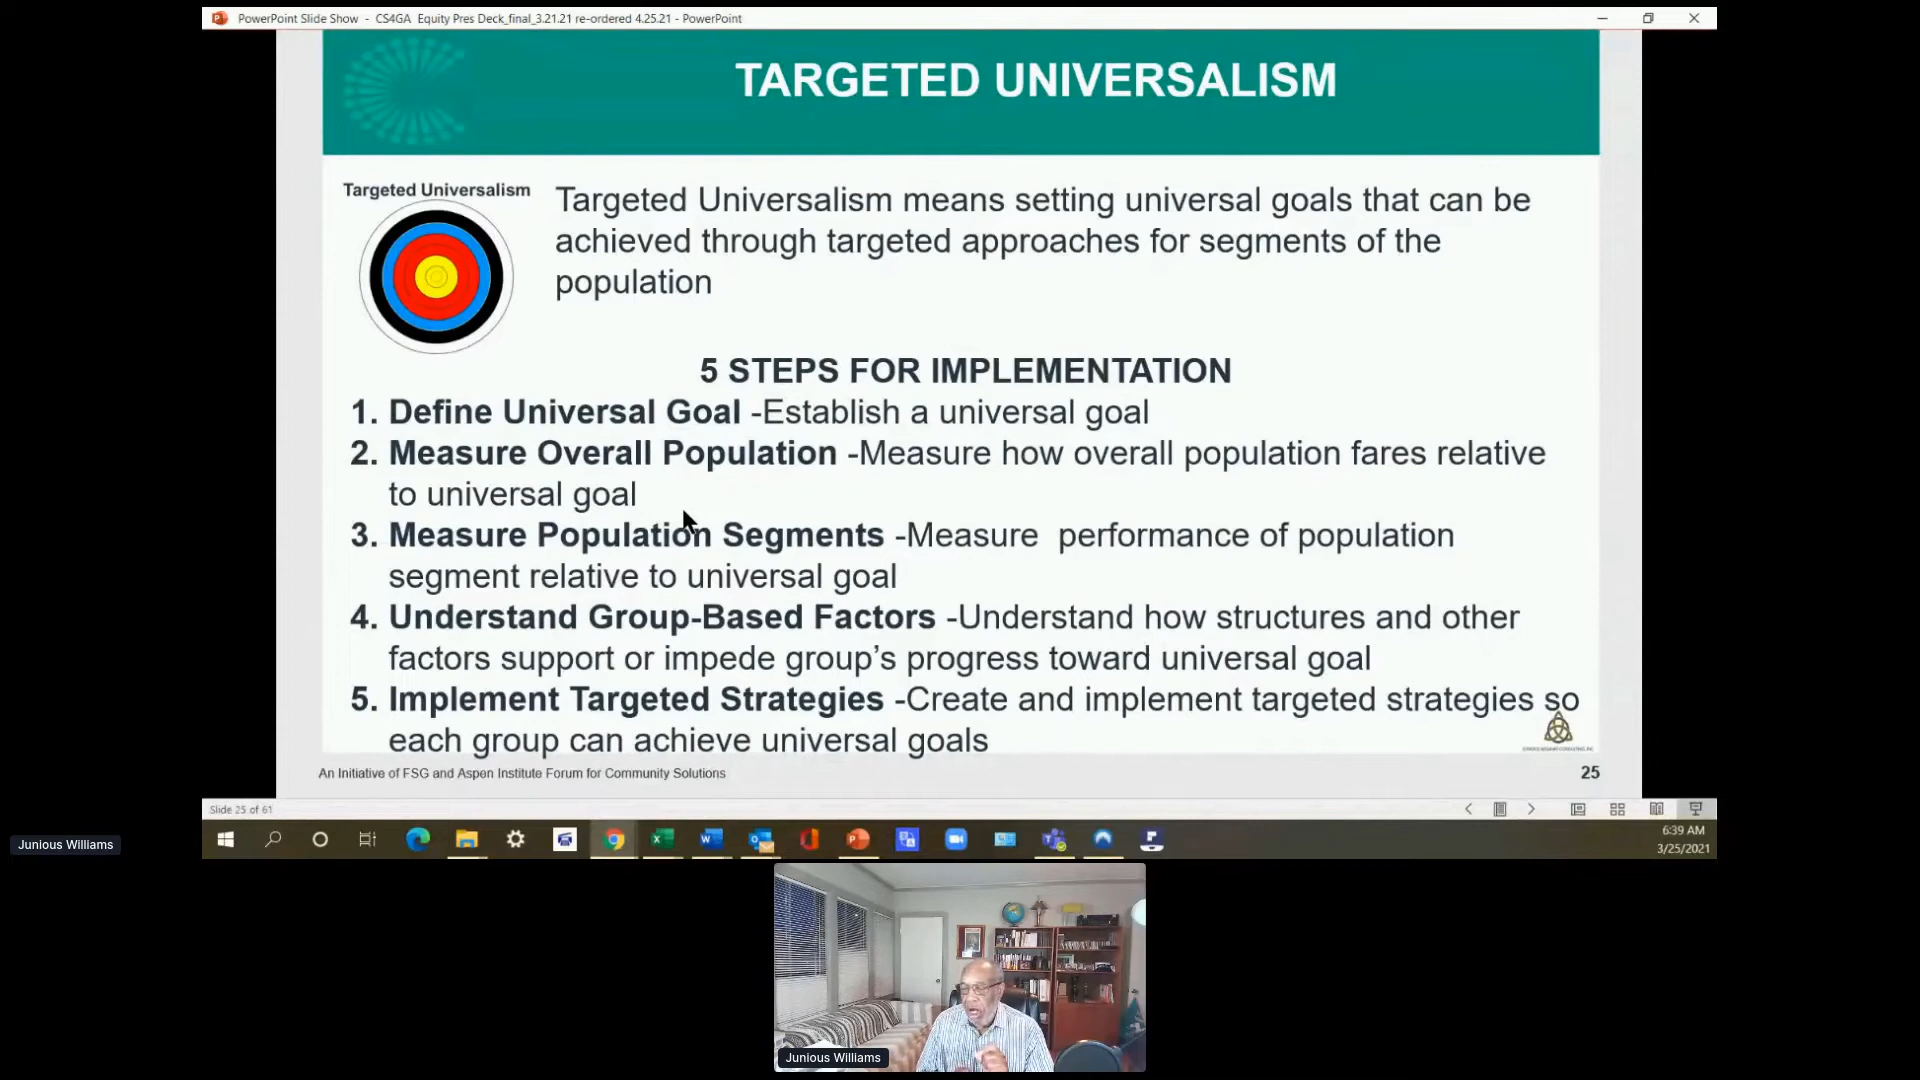 PowerPoint Slide Show - CS4GA Equity Pres Deck_final_3.21.21 re-ordered 4.25.21 - PowerPoint
TARGETED UNIVERSALISM
Targeted Universalism
Targeted Universalism means setting universal goals that can be
achieved through targeted approaches for segments of the
population
5 STEPS FOR IMPLEMENTATION
1. Define Universal Goal -Establish a universal goal
2. Measure Overall Population -Measure how overall population fares relative
to universal goal
3. Measure Population Segments -Measure performance of population
segment relative to universal goal
4. Understand Group-Based Factors -Understand how structures and other
factors support or impede group’s progress toward universal goal
5. Implement Targeted Strategies -Create and implement targeted strategies so
each group can achieve universal goals
An Initiative of FSG and Aspen Institute Forum for Community Solutions
25
Slide 25 of 61
6:39 AM
3/25/2021
Junious Williams
Junious Williams